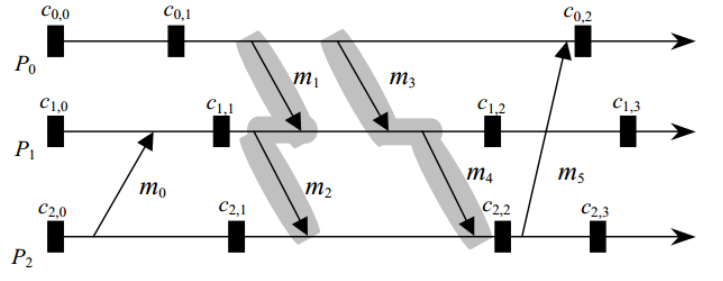 c0,0 c0,1 c0,2
P0
m1 m3
c1,0 c1,1 c1,2 c1,3
P1
m0 m2 m4 m5
c2,0 c2,1 c2,2 c2,3
P2